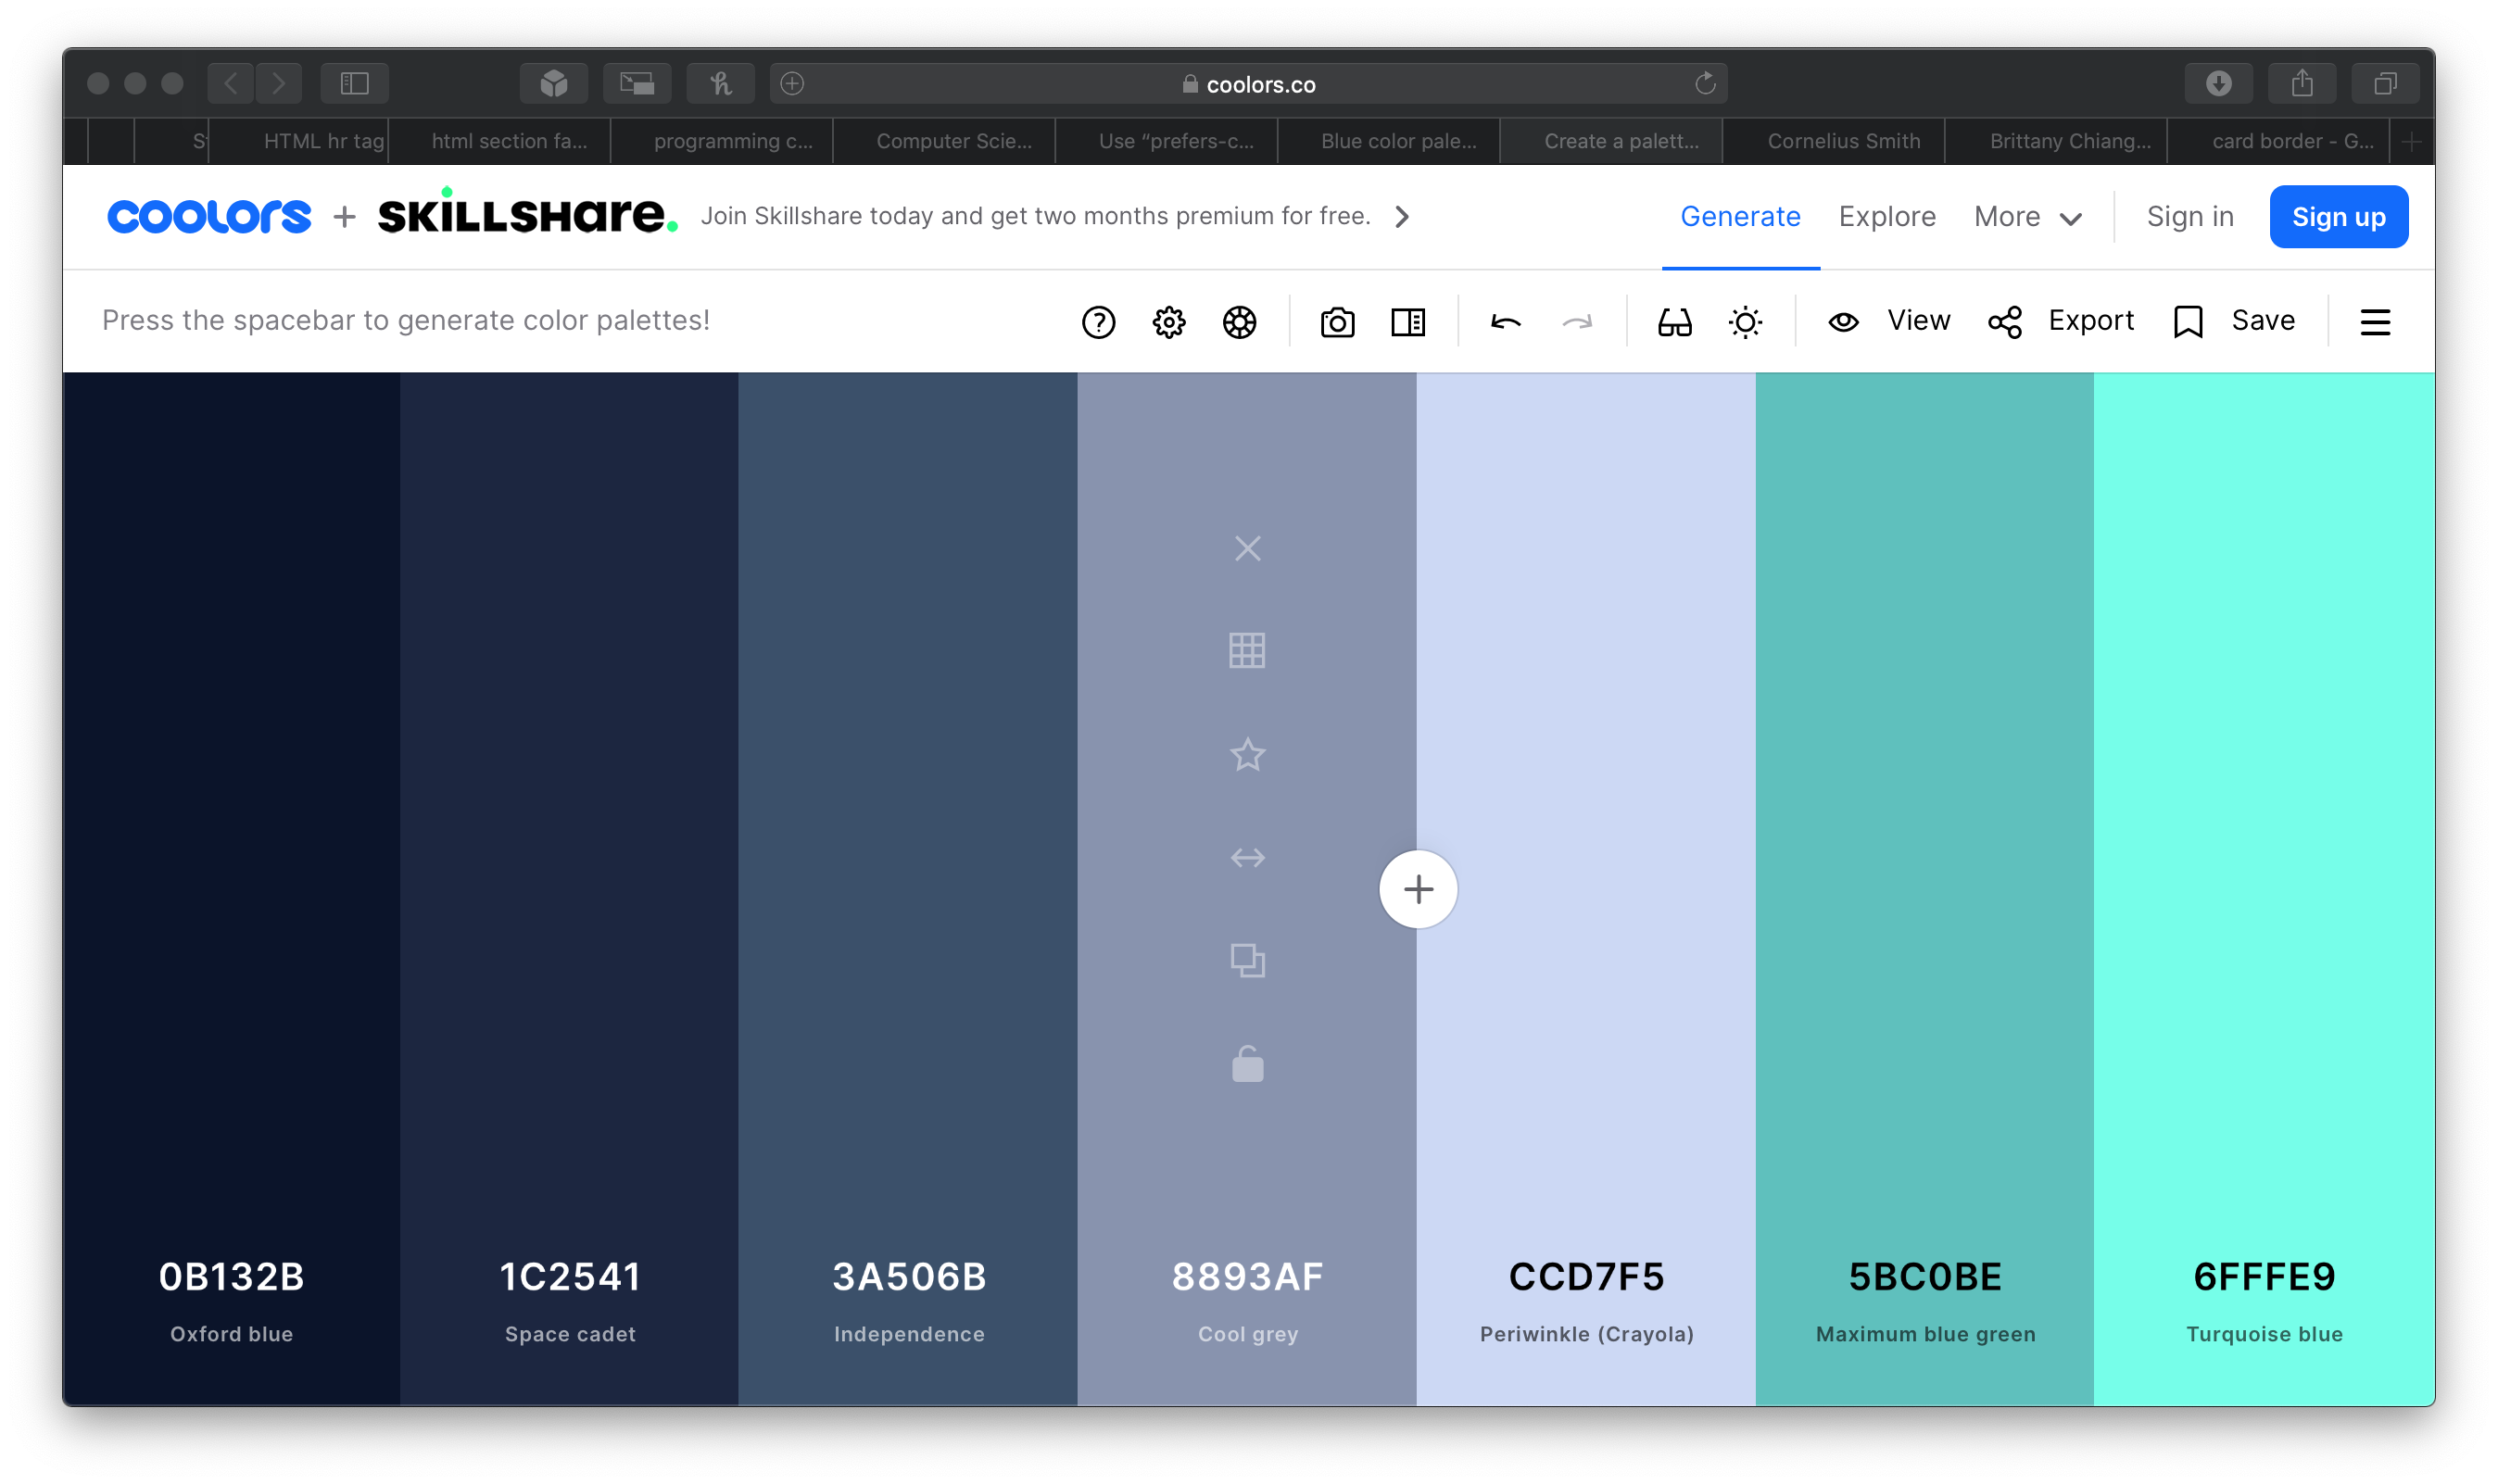 coolors.co
S
HTML hr tag
html section fa...
programming c...
Computer Scie...
Use “prefers-c...
Blue color pale...
Create a palett...
Cornelius Smith
Brittany Chiang...
card border - G...
coolors + SKILLSHARE. Join Skillshare today and get two months premium for free.
Generate
Explore
More
Sign in
Sign up
Press the spacebar to generate color palettes!
View
Export
Save
0B132B
Oxford blue
1C2541
Space cadet
3A506B
Independence
8893AF
Cool grey
CCD7F5
Periwinkle (Crayola)
5BC0BE
Maximum blue green
6FFFE9
Turquoise blue